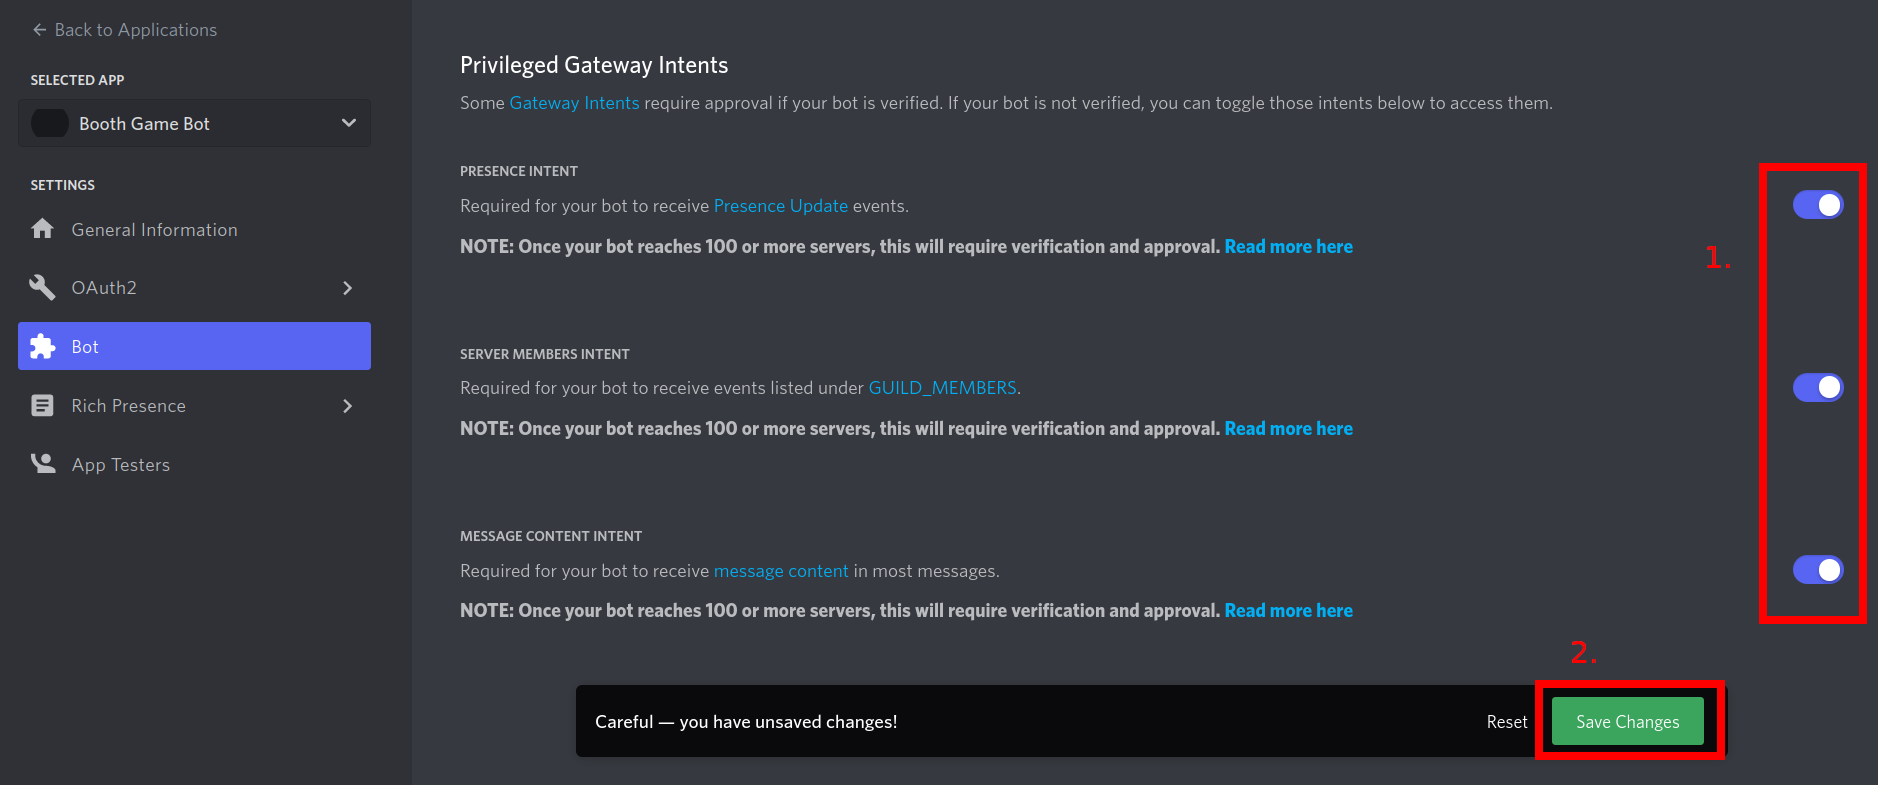 Back to Applications
SELECTED APP
Booth Game Bot
SETTINGS
General Information
OAuth2
Bot
Rich Presence
App Testers
Privileged Gateway Intents
Some Gateway Intents require approval if your bot is verified. If your bot is not verified, you can toggle those intents below to access them.
PRESENCE INTENT
Required for your bot to receive Presence Update events.
NOTE: Once your bot reaches 100 or more servers, this will require verification and approval. Read more here
1.
SERVER MEMBERS INTENT
Required for your bot to receive events listed under GUILD_MEMBERS.
NOTE: Once your bot reaches 100 or more servers, this will require verification and approval. Read more here
MESSAGE CONTENT INTENT
Required for your bot to receive message content in most messages.
NOTE: Once your bot reaches 100 or more servers, this will require verification and approval. Read more here
2.
Careful — you have unsaved changes! Reset Save Changes